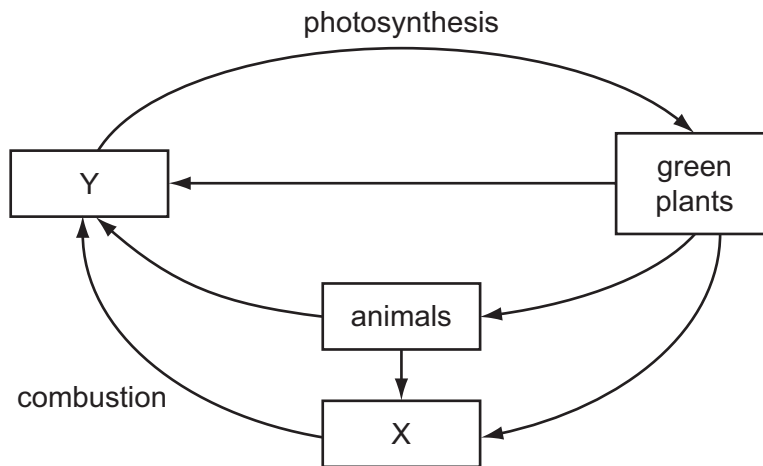 photosynthesis
Y
green
plants
animals
combustion
X